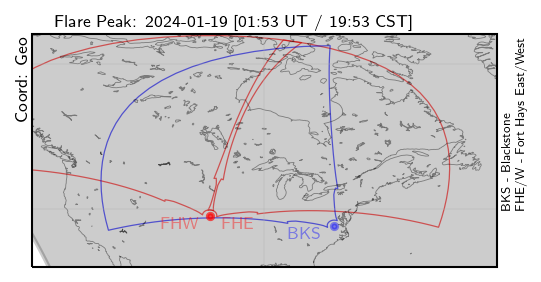 Flare Peak: 2024-01-19 [01:53 UT / 19:53 CST]
Coord: Geo
FHW
FHE
BKS
BKS - Blackstone
FHE/W - Fort Hays East/West